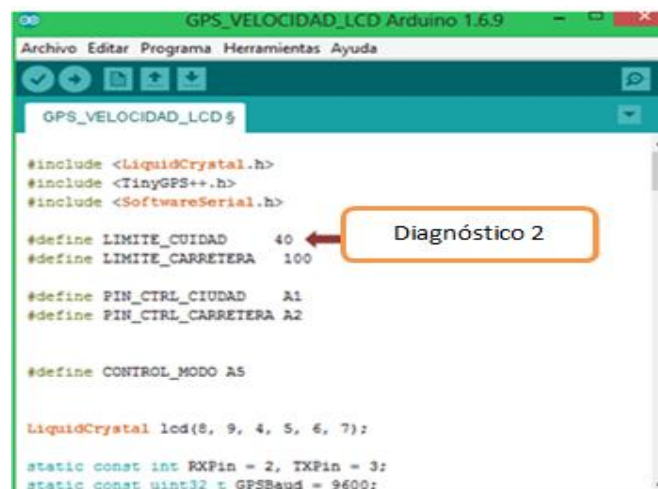 GPS_VELOCIDAD_LCD Arduino 1.6.9
Archivo Editar Programa Herramientas Ayuda
GPS_VELOCIDAD_LCD §
#include <LiquidCrystal.h>
#include <TinyGPS++.h>
#include <SoftwareSerial.h>
#define LIMITE_CUIDAD 40
Diagnóstico 2
#define LIMITE_CARRETERA 100
#define PIN_CTRL_CIUDAD A1
#define PIN_CTRL_CARRETERA A2
#define CONTROL_MODO A5
LiquidCrystal lcd(8, 9, 4, 5, 6, 7);
static const int RXPin = 2, TXPin = 3;
static const uint32_t GPSBaud = 9600;